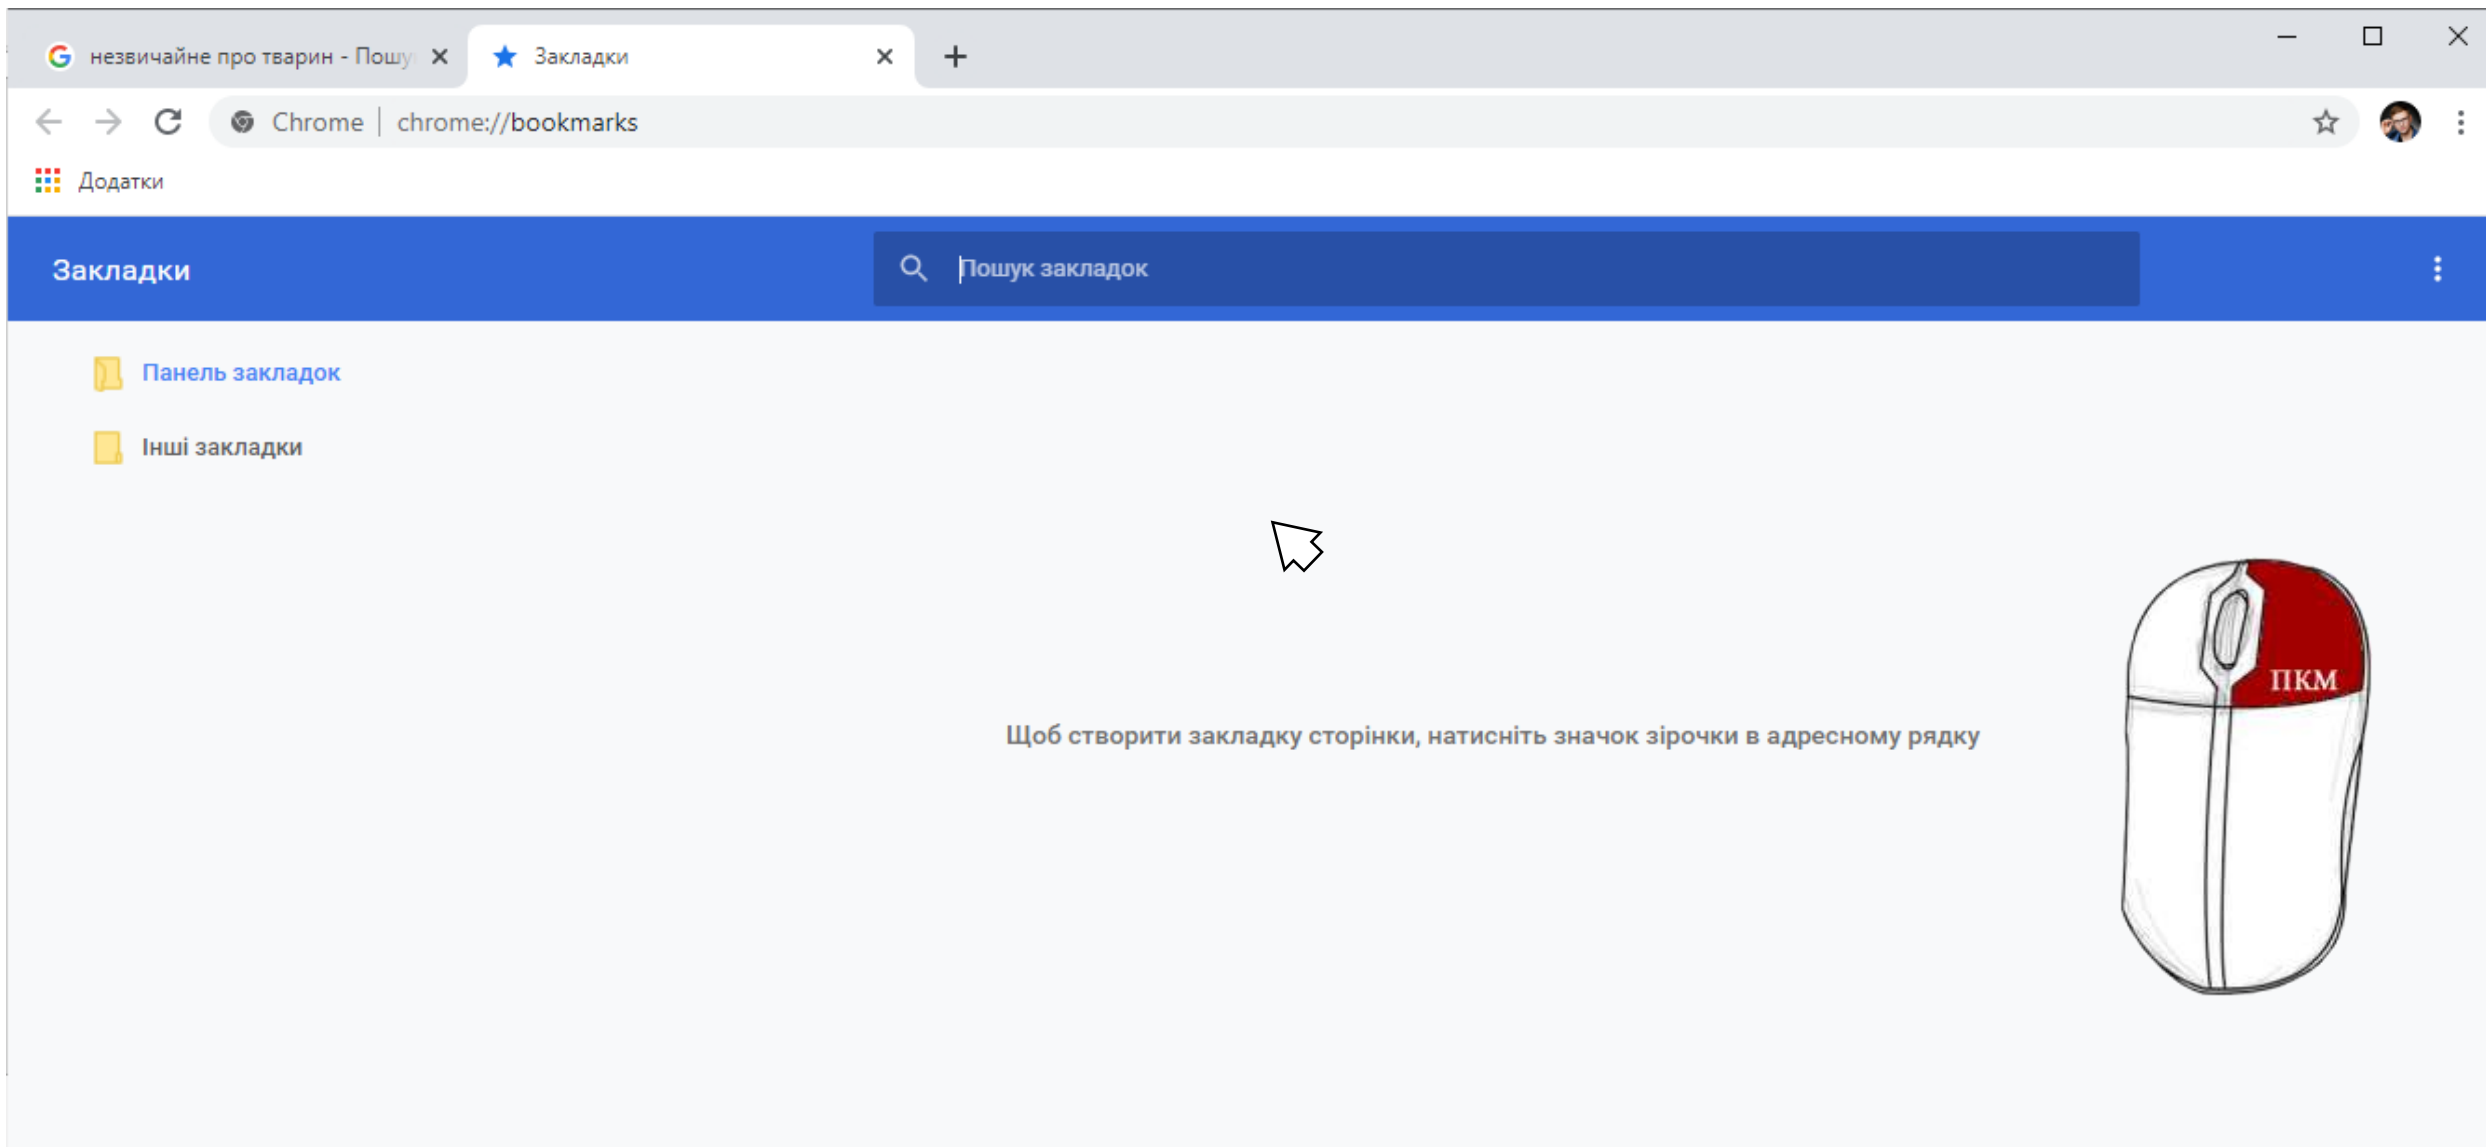 незвичайне про тварин - Пошу
Закладки
Chrome | chrome://bookmarks
Додатки
Закладки
Пошук закладок
Панель закладок
Інші закладки
ПКМ
Щоб створити закладку сторінки, натисніть значок зірочки в адресному рядку